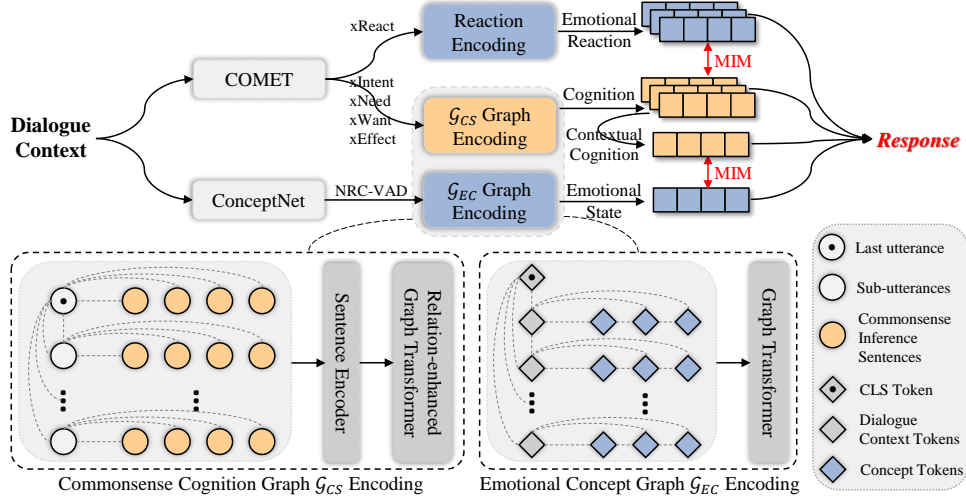 Dialogue
Context
COMET
ConceptNet
xReact
xIntent
xNeed
xWant
xEffect
NRC-VAD
Reaction
Encoding
𝒢CS Graph
Encoding
𝒢EC Graph
Encoding
Emotional
Reaction
Cognition
Contextual
Cognition
Emotional
State
MIM
MIM
Response
Sentence Encoder
Relation-enhanced
Graph Transformer
Commonsense Cognition Graph 𝒢CS Encoding
Graph Transformer
Emotional Concept Graph 𝒢EC Encoding
Last utterance
Sub-utterances
Commonsense
Inference
Sentences
CLS Token
Dialogue
Context Tokens
Concept Tokens